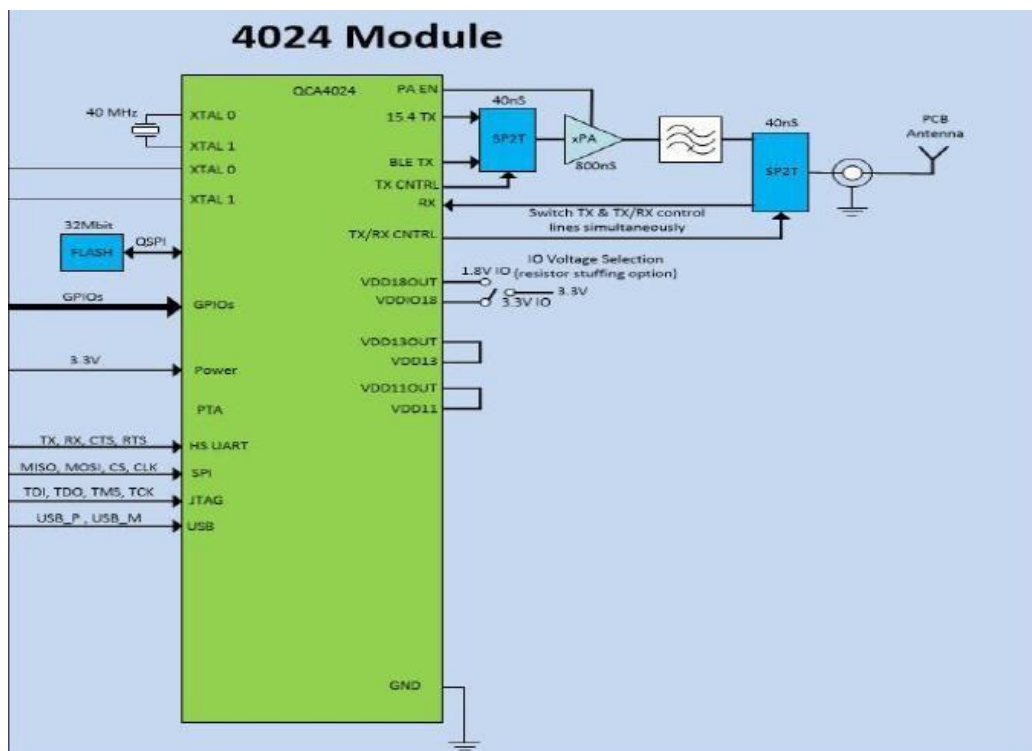 4024 Module
QCA4024
PA EN
40 MHz
XTAL 0
15.4 TX
40nS
SP2T
xPA
800nS
40nS
SP2T
PCB
Antenna
XTAL 1
XTAL 0
BLE TX
TX CNTRL
XTAL 1
RX
Switch TX & TX/RX control
lines simultaneously
32Mbit
FLASH
QSPI
TX/RX CNTRL
IO Voltage Selection
(resistor stuffing option)
1.8V IO
VDD18OUT
3.3V
GPIOs
GPIOs
VDDIO18
3.3V IO
VDD13OUT
VDD13
3.3V
Power
VDD11OUT
VDD11
PTA
TX, RX, CTS, RTS
HS UART
MISO, MOSI, CS, CLK
SPI
TDI, TDO, TMS, TCK
JTAG
USB_P , USB_M
USB
GND